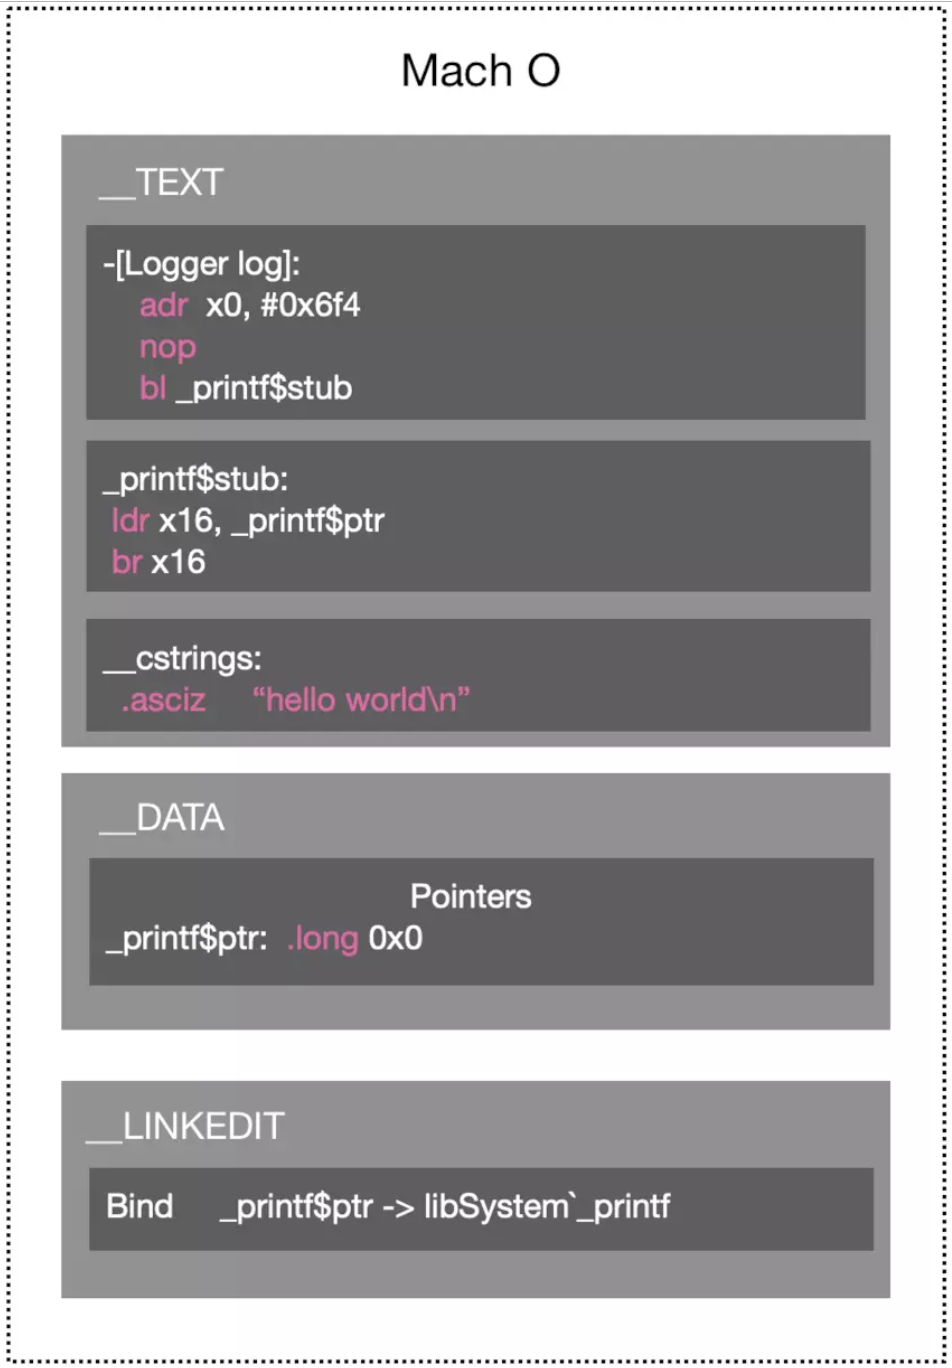 Mach O
__TEXT
-[Logger log]:
adr x0, #0x6f4
nop
bl _printf$stub
_printf$stub:
ldr x16, _printf$ptr
br x16
__cstrings:
.asciz “hello world\n”
__DATA
Pointers
_printf$ptr: .long 0x0
__LINKEDIT
Bind _printf$ptr -> libSystem`_printf